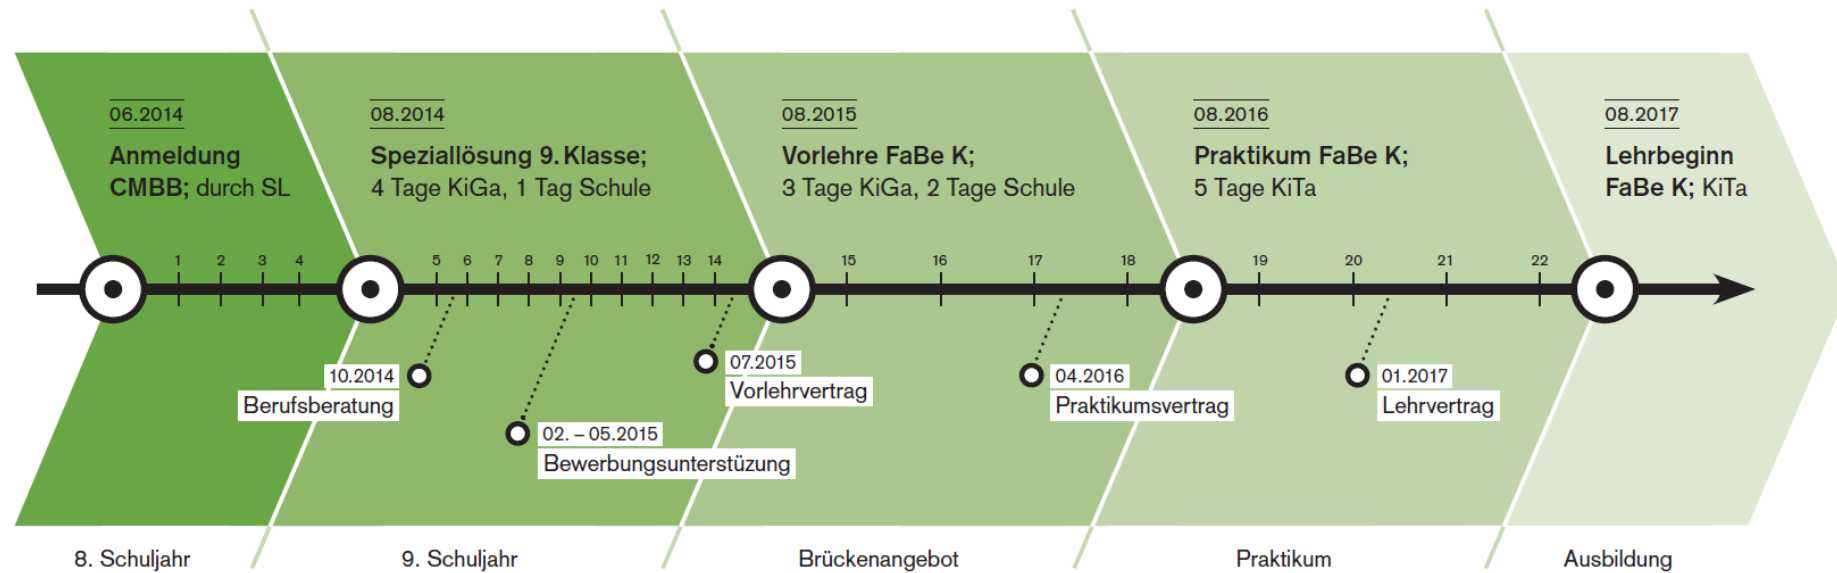 06.2014
Anmeldung
CMBB; durch SL
08.2014
Speziallösung 9. Klasse;
4 Tage KiGa, 1 Tag Schule
08.2015
Vorlehre FaBe K;
3 Tage KiGa, 2 Tage Schule
08.2016
Praktikum FaBe K;
5 Tage KiTa
08.2017
Lehrbeginn
FaBe K; KiTa
1 2 3 4 5 6 7 8 9 10 11 12 13 14 15 16 17 18 19 20 21 22
10.2014
Berufsberatung
02. – 05.2015
Bewerbungsunterstüzung
07.2015
Vorlehrvertrag
04.2016
Praktikumsvertrag
01.2017
Lehrvertrag
8. Schuljahr
9. Schuljahr
Brückenangebot
Praktikum
Ausbildung